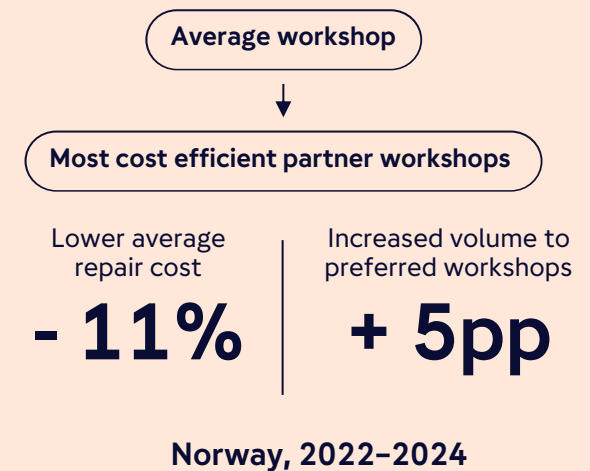 Average workshop
Most cost efficient partner workshops
Lower average
repair cost
- 11%
Increased volume to
preferred workshops
+ 5pp
Norway, 2022–2024